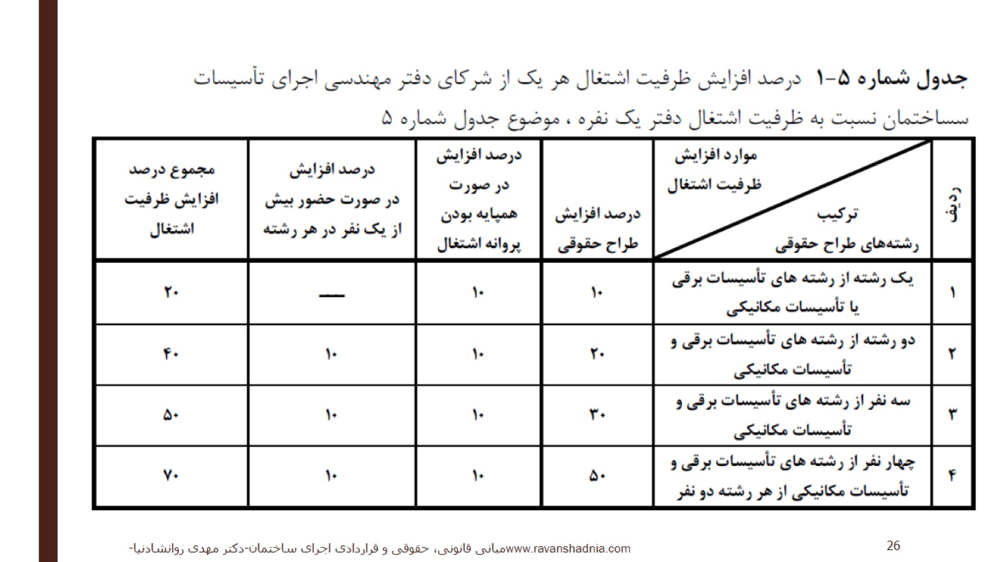 جدول شماره ۵-۱ درصد افزایش ظرفیت اشتغال هر یک از شرکای دفتر مهندسی اجرای تأسیسات
سساختمان نسبت به ظرفیت اشتغال دفتر یک نفره ، موضوع جدول شماره ۵
ردیف
موارد افزایش
ظرفیت اشتغال
ترکیب
رشته‌های طراح حقوقی
درصد افزایش
طراح حقوقی
درصد افزایش
در صورت
همپایه بودن
پروانه اشتغال
درصد افزایش
در صورت حضور بیش
از یک نفر در هر رشته
مجموع درصد
افزایش ظرفیت
اشتغال
۱
یک رشته از رشته های تأسیسات برقی
یا تأسیسات مکانیکی
۱۰
۱۰
—
۲۰
۲
دو رشته از رشته های تأسیسات برقی و
تأسیسات مکانیکی
۲۰
۱۰
۱۰
۴۰
۳
سه نفر از رشته های تأسیسات برقی و
تأسیسات مکانیکی
۳۰
۱۰
۱۰
۵۰
۴
چهار نفر از رشته های تأسیسات برقی و
تأسیسات مکانیکی از هر رشته دو نفر
۵۰
۱۰
۱۰
۷۰
www.ravanshadnia.comمبانی قانونی، حقوقی و قراردادی اجرای ساختمان-دکتر مهدی روانشادنیا-
26